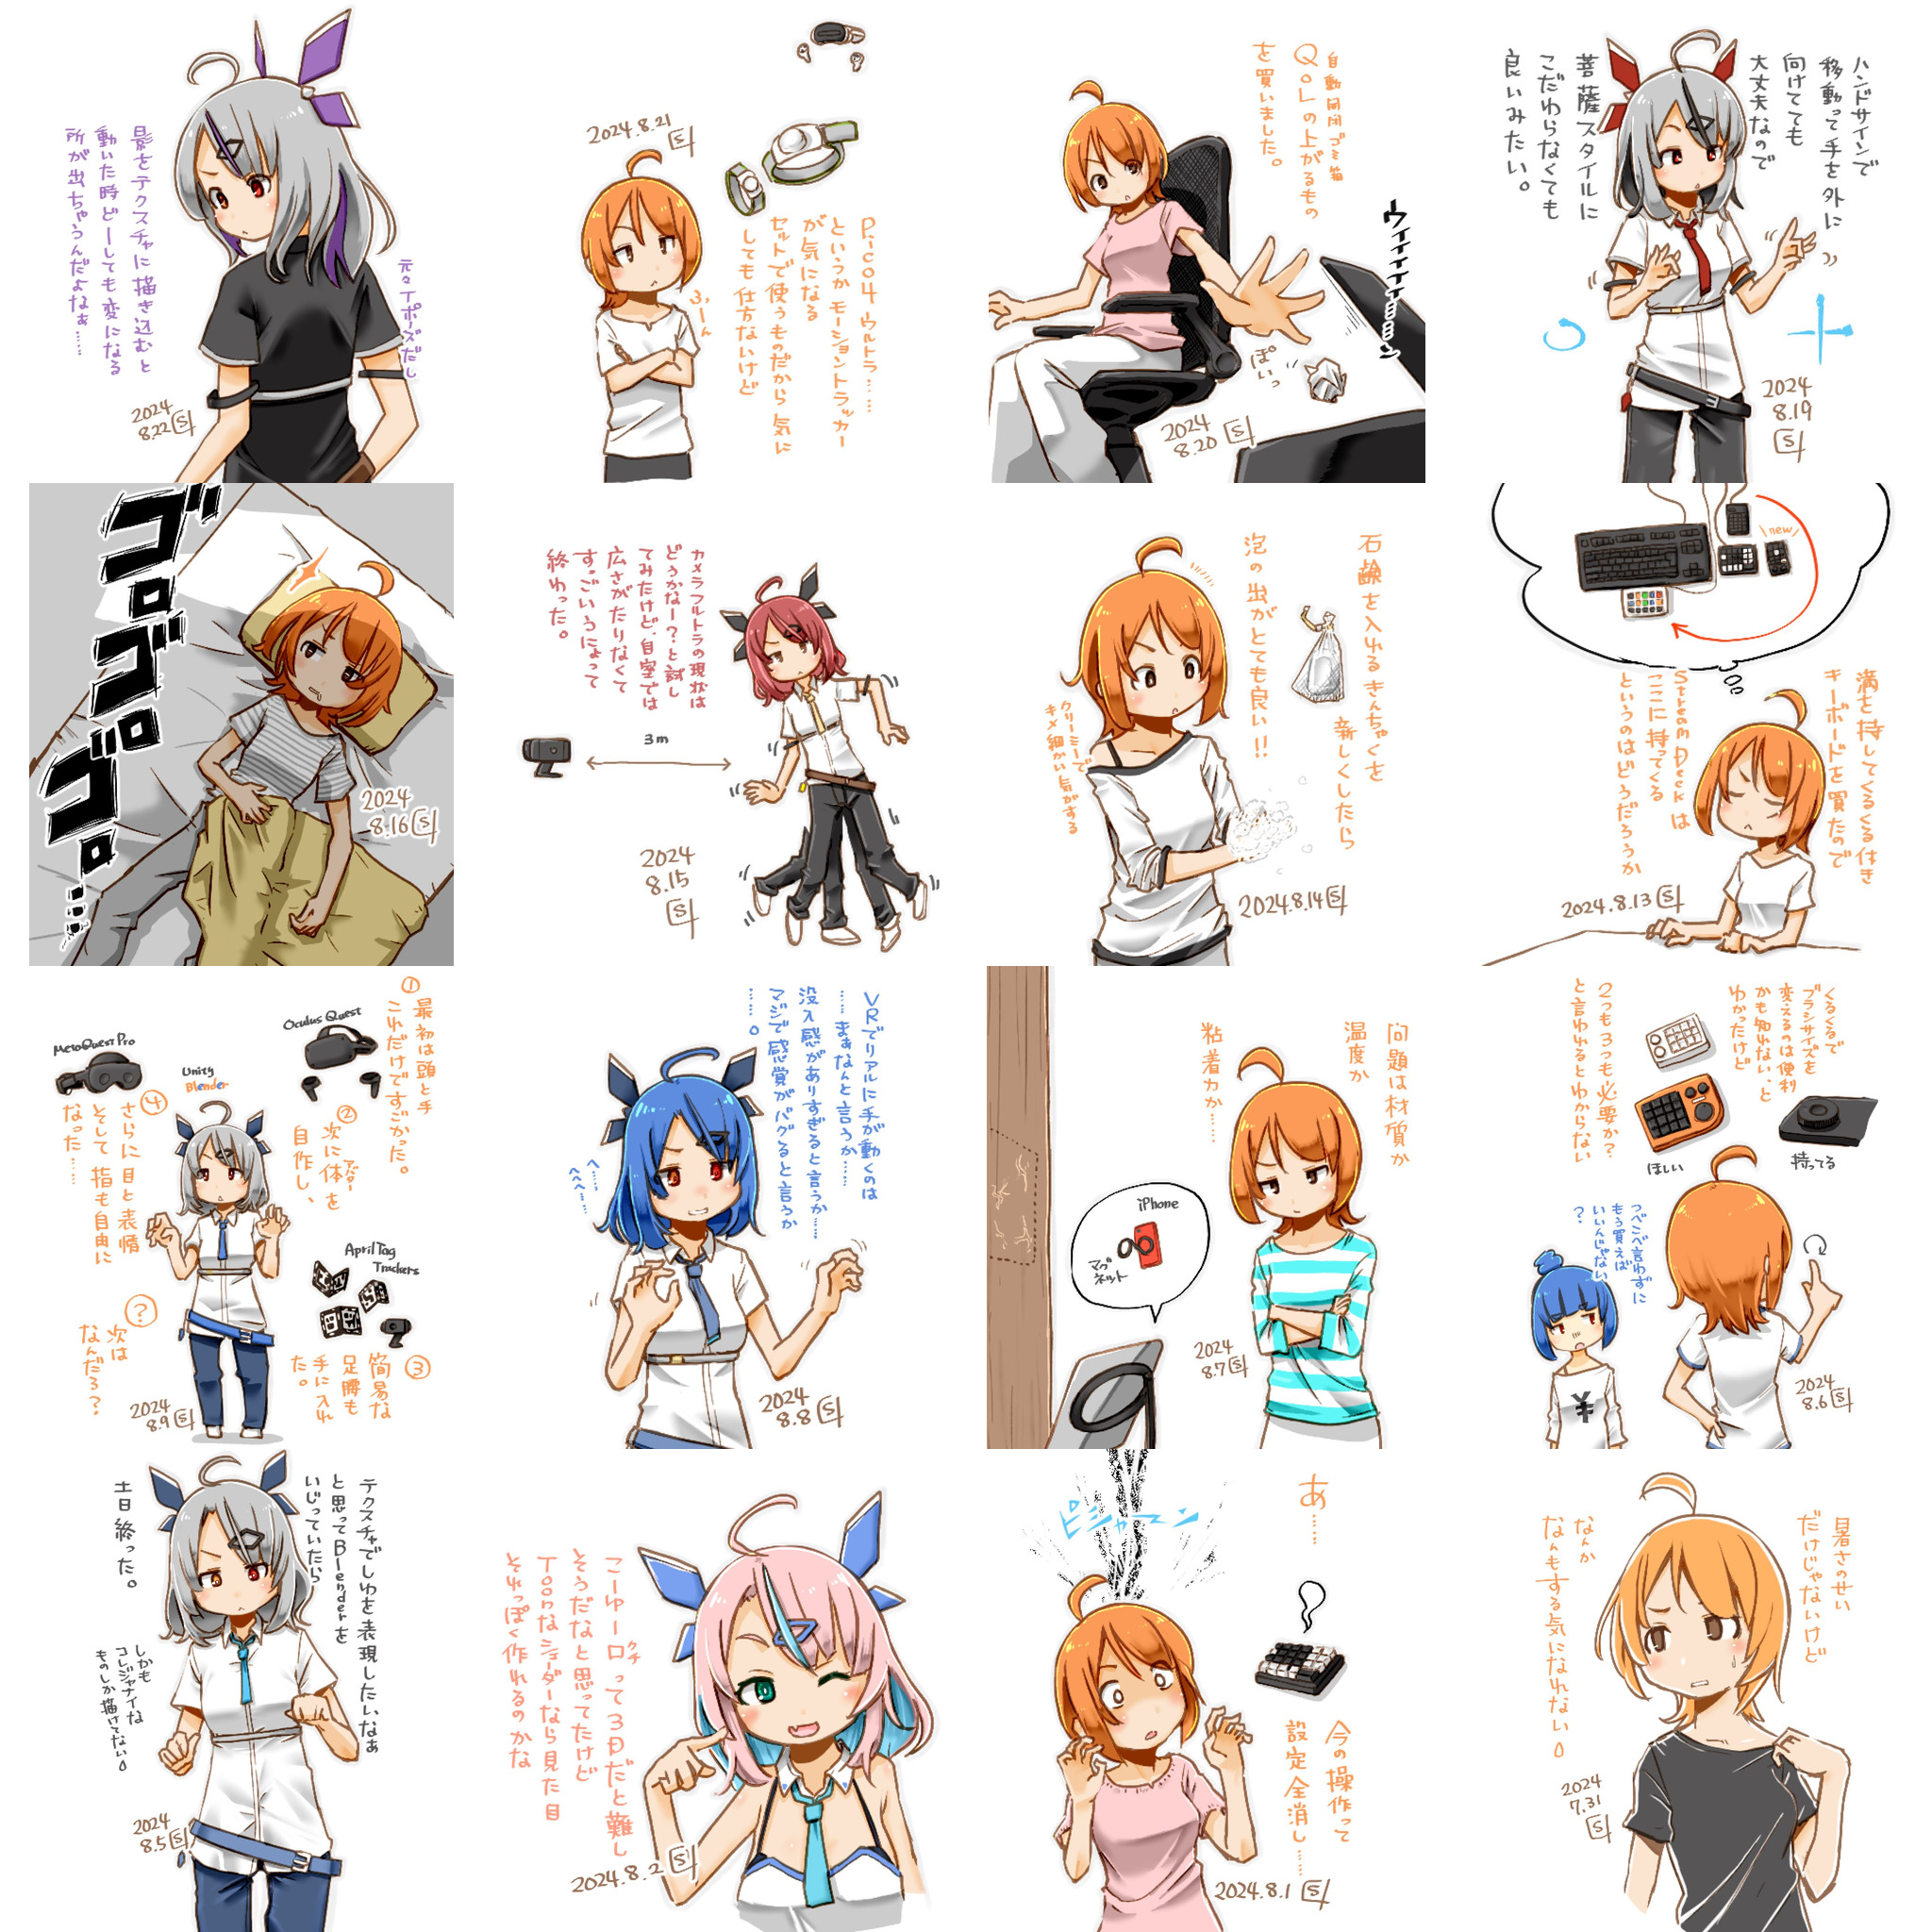 影をテクスチャに描き込むと
動いた時どーしても変になる
所が出ちゃうんだよなぁ……
元々Tポーズだし
2024
8.22
S
2024.8.21
S
Pico4ウルトラ……
というかモーショントラッカー
が気になる
セットで使うものだから気に
しても仕方ないけど
ふーん
自動開閉ゴミ箱
QoLの上がるもの
を買いました。
ウィィィィーーーン
ぽいっ
2024
8.20
S
ハンドサインで
移動って手を外に
向けてても
大丈夫なので
菩薩スタイルに
こだわらなくても
良いみたい。
2024
8.19
S
ゴロゴロゴロ……
2024
8.16
S
カメラフルトラの現状は
どうかなー?と試し
てみたけど、自室では
広さがたりなくて
すっごいうにょって
終わった。
3m
2024
8.15
S
石鹸を入れるきんちゃくを
新しくしたら
泡の出がとても良い!!
クリーミーで
キメ細かい気がする
2024.8.14
S
new
満を持してくるくる付き
キーボードを買たので
Stream Deckは
ここに持ってくる
というのはどうだろうか
2024.8.13
S
①
最初は頭と手
これだけですごかった。
Oculus Quest
MetaQuest Pro
Unity
Blender
②
次に体を
アバター
自作し、
④
さらに目と表情
そして指も自由に
なった……
April Tag
Trackers
③
簡易な
足腰も
手に入れ
た。
?
次は
なんだろ?
2024
8.9
S
VRでリアルに手が動くのは
……まぁなんと言うか……
没入感がありすぎると言うか……
マジで感覚がバグると言うか
……。
へ……
へへへ……
2024
8.8
S
問題は材質か
温度か
粘着力か……
iPhone
マグ
ネット
2024
8.7
S
くるくるで
ブラシサイズを
変えるのは便利
かも知れない、と
わかったけど
2つも3つも必要か?
と言われるとわからない
ほしい
持ってる
つべこべ言わずに
もう買えば
いいんじゃない
?
¥
2024
8.6
S
テクスチャでしわを表現したいなぁ
と思ってBlenderを
いじっていたら
土日終った。
しかも
コレジャナイな
ものしか描けてない。
2024
8.5
S
こーゆー口って3Dだと難し
クチ
そうだなと思ってたけど
Toonなシェーダーなら見た目
それっぽく作れるのかな
2024.8.2
S
あ……
ピシャーン
今の操作って
設定全消し……
2024.8.1
S
暑さのせい
だけじゃないけど
なんか
なんもする気になれない。
2024
7.31
S